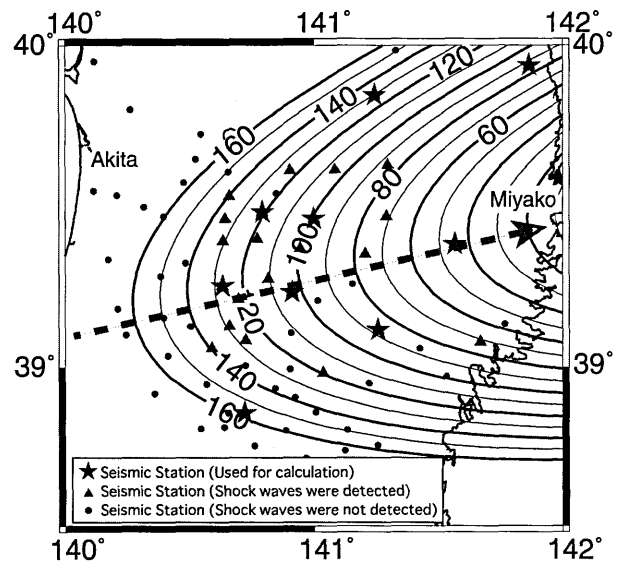 140° 141° 142°
40° 40°
120
140
160
60
Akita
80
Miyako
100
120
39° 39°
140
160
Seismic Station (Used for calculation)
Seismic Station (Shock waves were detected)
Seismic Station (Shock waves were not detected)
140° 141° 142°